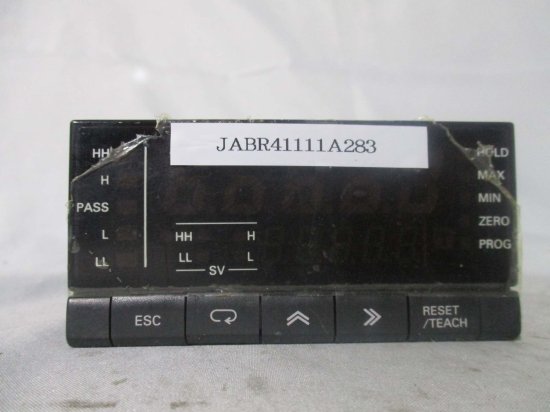 JABR41111A283
HH
H
PASS
L
LL
HH H
LL L
SV
HOLD
MAX
MIN
ZERO
PROG
ESC
RESET
/TEACH